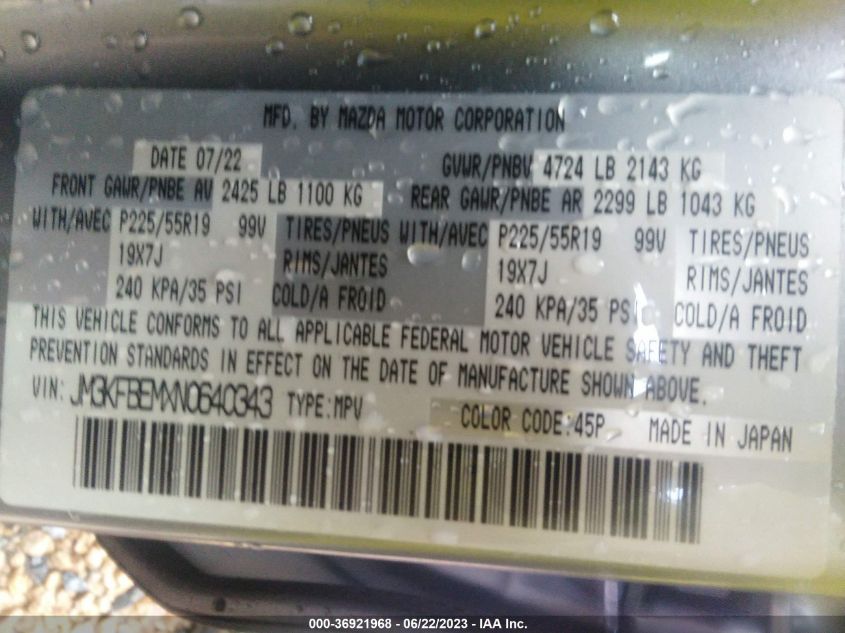 MFD. BY MAZDA MOTOR CORPORATION
DATE 07/22 GVWR/PNBV 4724 LB 2143 KG
FRONT GAWR/PNBE AV 2425 LB 1100 KG REAR GAWR/PNBE AR 2299 LB 1043 KG
WITH/AVEC P225/55R19 99V TIRES/PNEUS WITH/AVEC P225/55R19 99V TIRES/PNEUS
19X7J RIMS/JANTES 19X7J RIMS/JANTES
240 KPA/35 PSI COLD/A FROID 240 KPA/35 PSI COLD/A FROID
THIS VEHICLE CONFORMS TO ALL APPLICABLE FEDERAL MOTOR VEHICLE SAFETY AND THEFT
PREVENTION STANDARDS IN EFFECT ON THE DATE OF MANUFACTURE SHOWN ABOVE.
VIN: JM3KFBEMXN0640343 TYPE:MPV COLOR CODE:45P MADE IN JAPAN
000-36921968 - 06/22/2023 - IAA Inc.